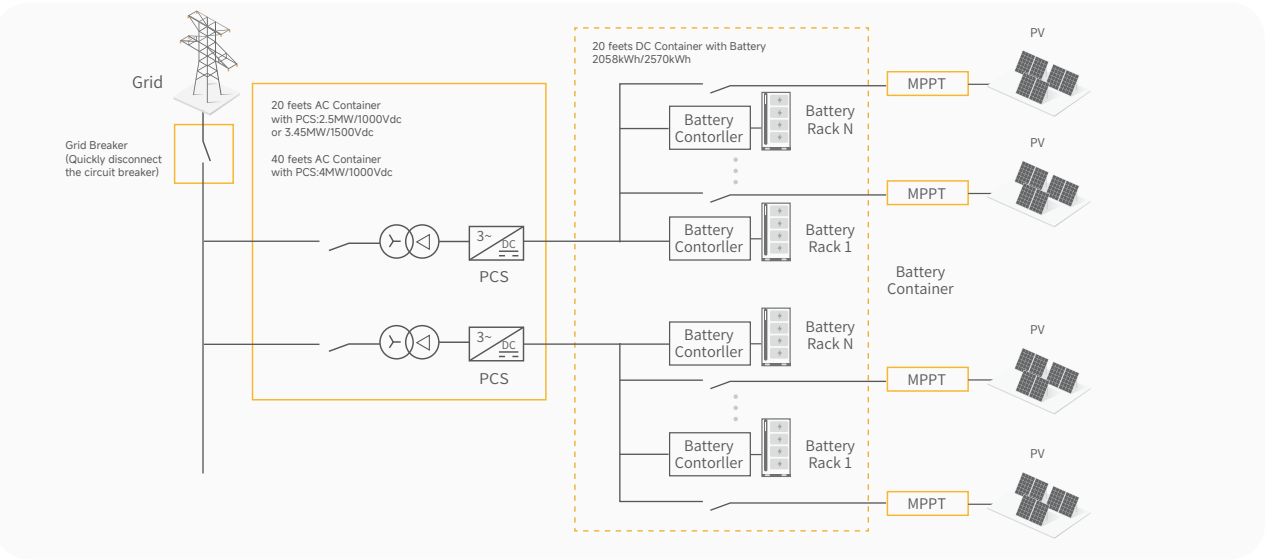 Grid
Grid Breaker
(Quickly disconnect
the circuit breaker)
20 feets AC Container
with PCS:2.5MW/1000Vdc
or 3.45MW/1500Vdc
40 feets AC Container
with PCS:4MW/1000Vdc
3~
DC
PCS
3~
DC
PCS
20 feets DC Container with Battery
2058kWh/2570kWh
Battery
Contorller
Battery
Rack N
Battery
Contorller
Battery
Rack 1
Battery
Contorller
Battery
Rack N
Battery
Contorller
Battery
Rack 1
Battery
Container
PV
MPPT
PV
MPPT
PV
MPPT
PV
MPPT